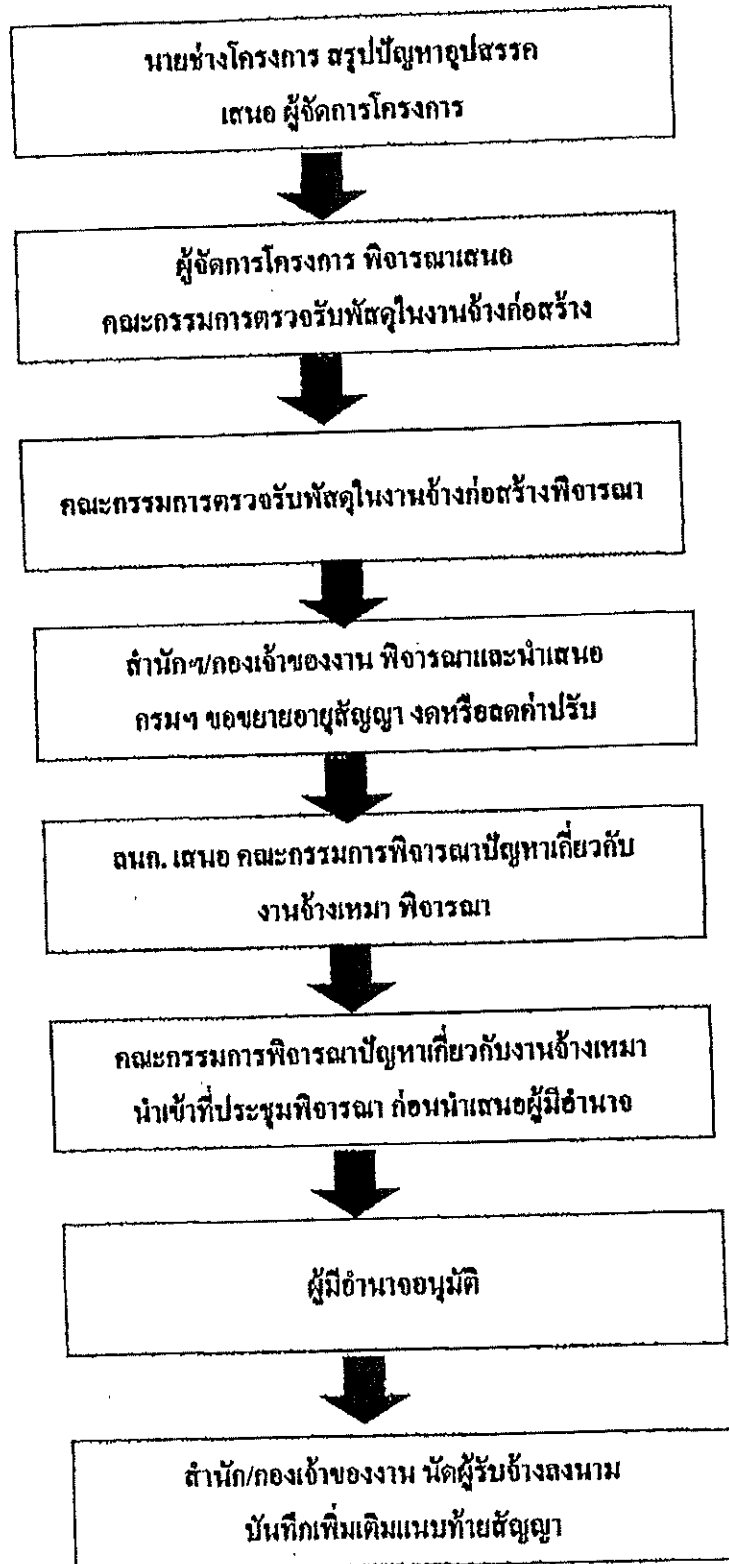 นายช่างโครงการ สรุปปัญหาอุปสรรค
เสนอ ผู้จัดการโครงการ
ผู้จัดการโครงการ พิจารณาเสนอ
คณะกรรมการตรวจรับพัสดุในงานจ้างก่อสร้าง
คณะกรรมการตรวจรับพัสดุในงานจ้างก่อสร้างพิจารณา
สำนักฯ/กองเจ้าของงาน พิจารณาและนำเสนอ
กรมฯ ขอขยายอายุสัญญา งดหรือลดค่าปรับ
ลนก. เสนอ คณะกรรมการพิจารณาปัญหาเกี่ยวกับ
งานจ้างเหมา พิจารณา
คณะกรรมการพิจารณาปัญหาเกี่ยวกับงานจ้างเหมา
นำเข้าที่ประชุมพิจารณา ก่อนนำเสนอผู้มีอำนาจ
ผู้มีอำนาจอนุมัติ
สำนัก/กองเจ้าของงาน นัดผู้รับจ้างลงนาม
บันทึกเพิ่มเติมแนบท้ายสัญญา